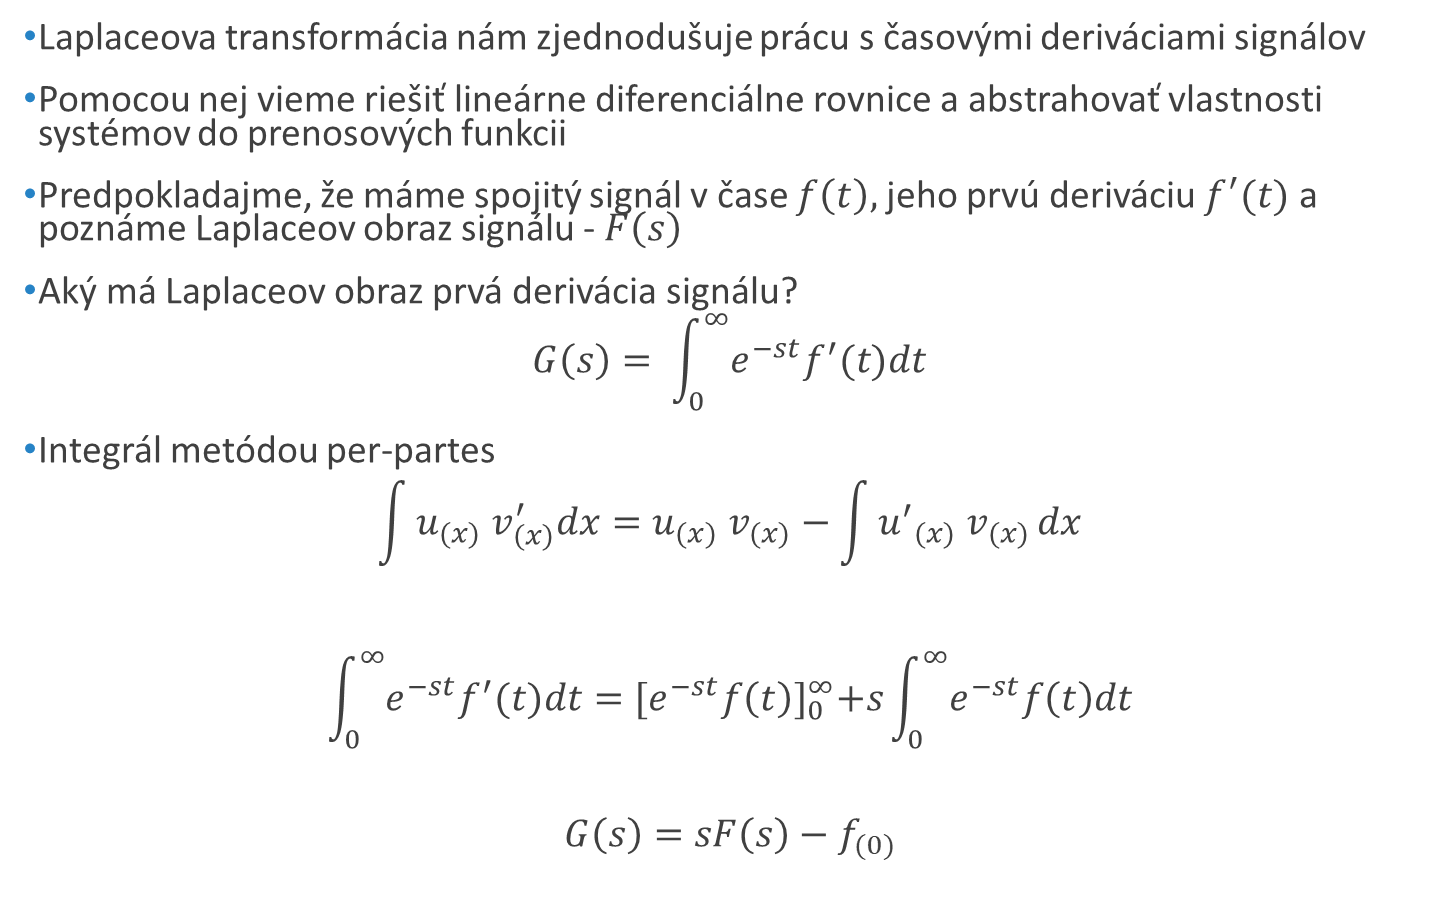 •Laplaceova transformácia nám zjednodušuje prácu s časovými deriváciami signálov
•Pomocou nej vieme riešiť lineárne diferenciálne rovnice a abstrahovať vlastnosti
systémov do prenosových funkcii
•Predpokladajme, že máme spojitý signál v čase f(t), jeho prvú deriváciu f′(t) a
poznáme Laplaceov obraz signálu - F(s)
•Aký má Laplaceov obraz prvá derivácia signálu?
G(s) = ∫₀^∞ e^{−st} f′(t)dt
•Integrál metódou per-partes
∫ u₍ₓ₎ v′₍ₓ₎dx = u₍ₓ₎ v₍ₓ₎ − ∫ u′₍ₓ₎ v₍ₓ₎ dx
∫₀^∞ e^{−st} f′(t)dt = [e^{−st} f(t)]₀^∞ +s ∫₀^∞ e^{−st} f(t)dt
G(s) = sF(s) − f₍₀₎